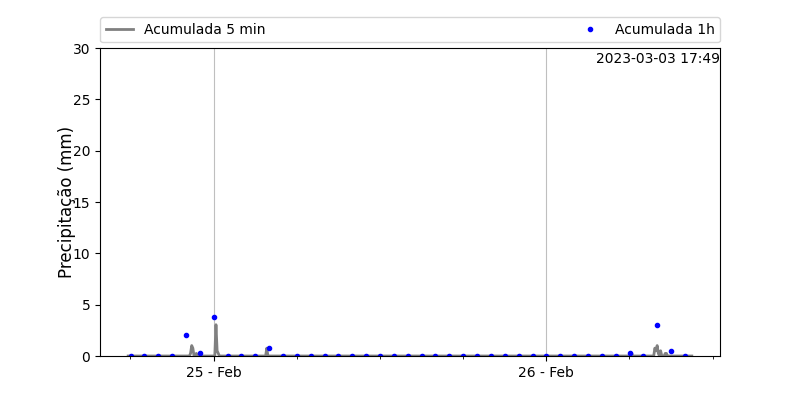 Acumulada 5 min
Acumulada 1h
2023-03-03 17:49
Precipitação (mm)
30
25
20
15
10
5
0
25 - Feb
26 - Feb